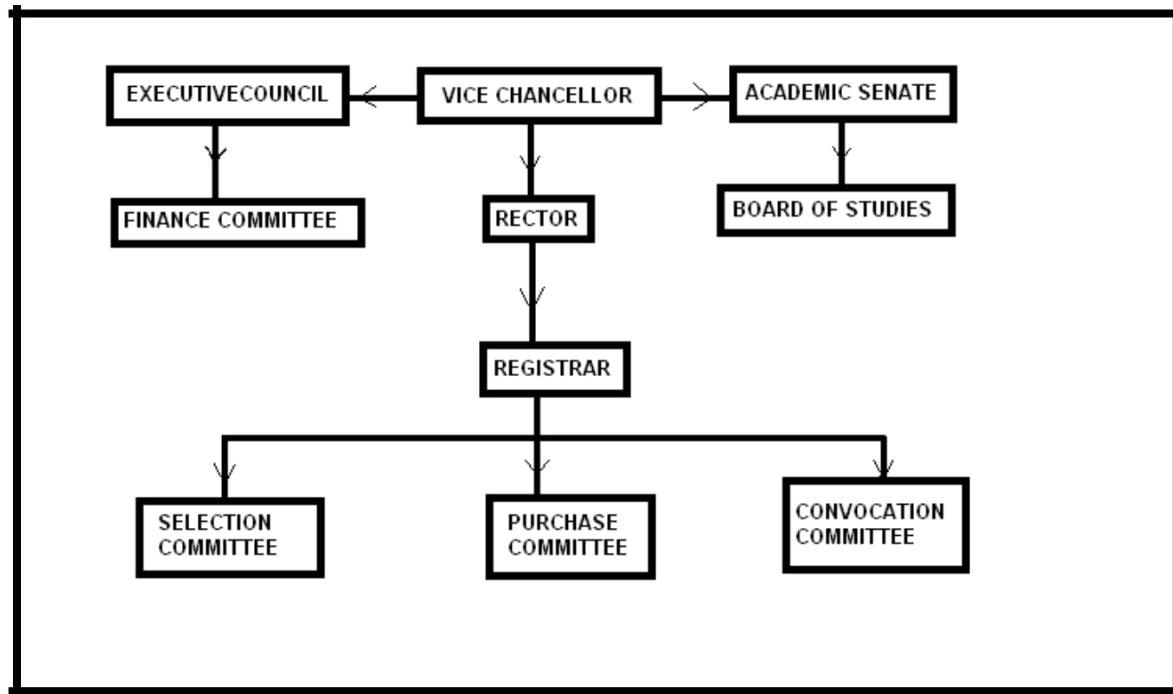 EXECUTIVECOUNCIL
VICE CHANCELLOR
ACADEMIC SENATE
FINANCE COMMITTEE
RECTOR
BOARD OF STUDIES
REGISTRAR
SELECTION
COMMITTEE
PURCHASE
COMMITTEE
CONVOCATION
COMMITTEE